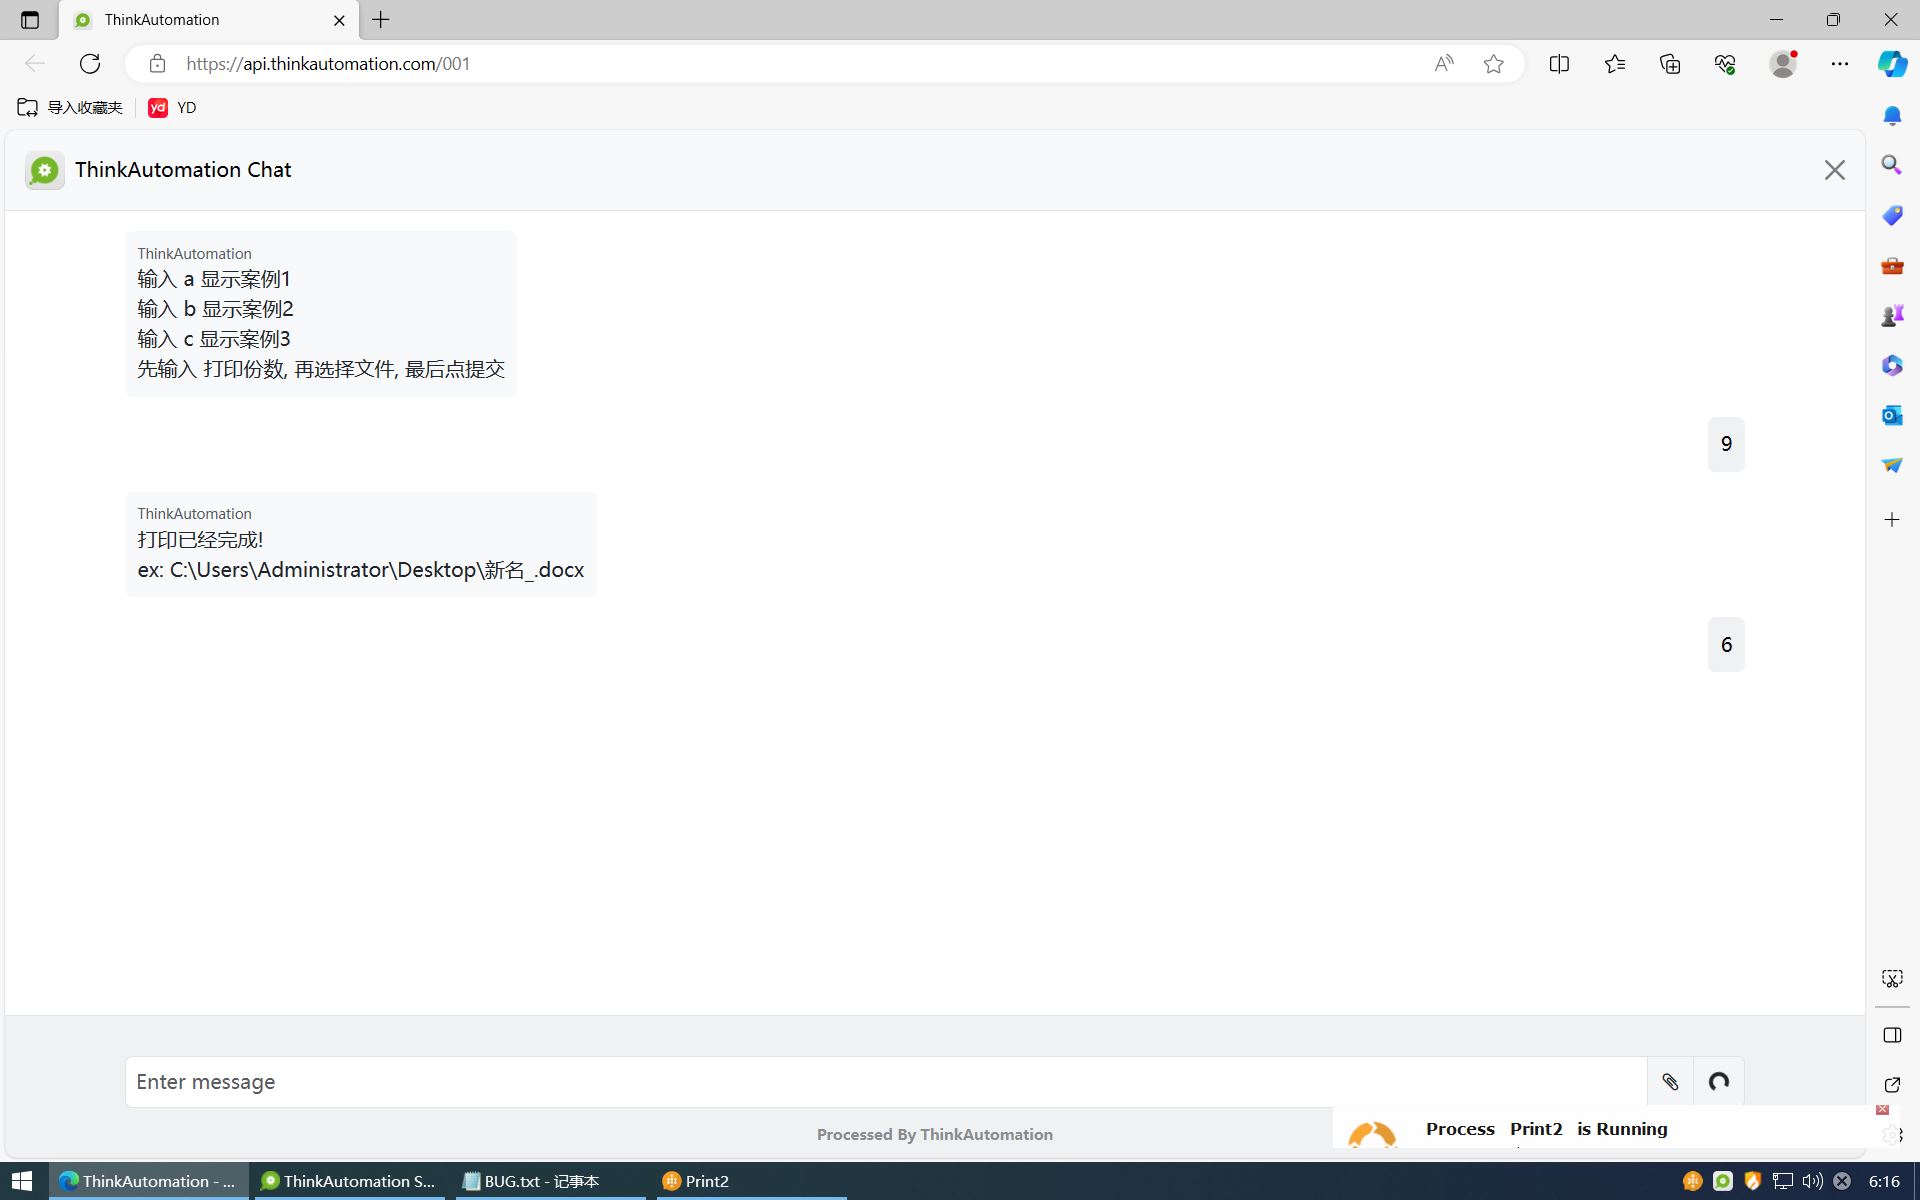 ThinkAutomation
https://api.thinkautomation.com/001
导入收藏夹
yd YD
ThinkAutomation Chat
ThinkAutomation
输入 a 显示案例1
输入 b 显示案例2
输入 c 显示案例3
先输入 打印份数, 再选择文件, 最后点提交
9
ThinkAutomation
打印已经完成!
ex: C:\Users\Administrator\Desktop\新名_.docx
6
Enter message
Processed By ThinkAutomation
Process Print2 is Running
ThinkAutomation - ...
ThinkAutomation S...
BUG.txt - 记事本
Print2
6:16